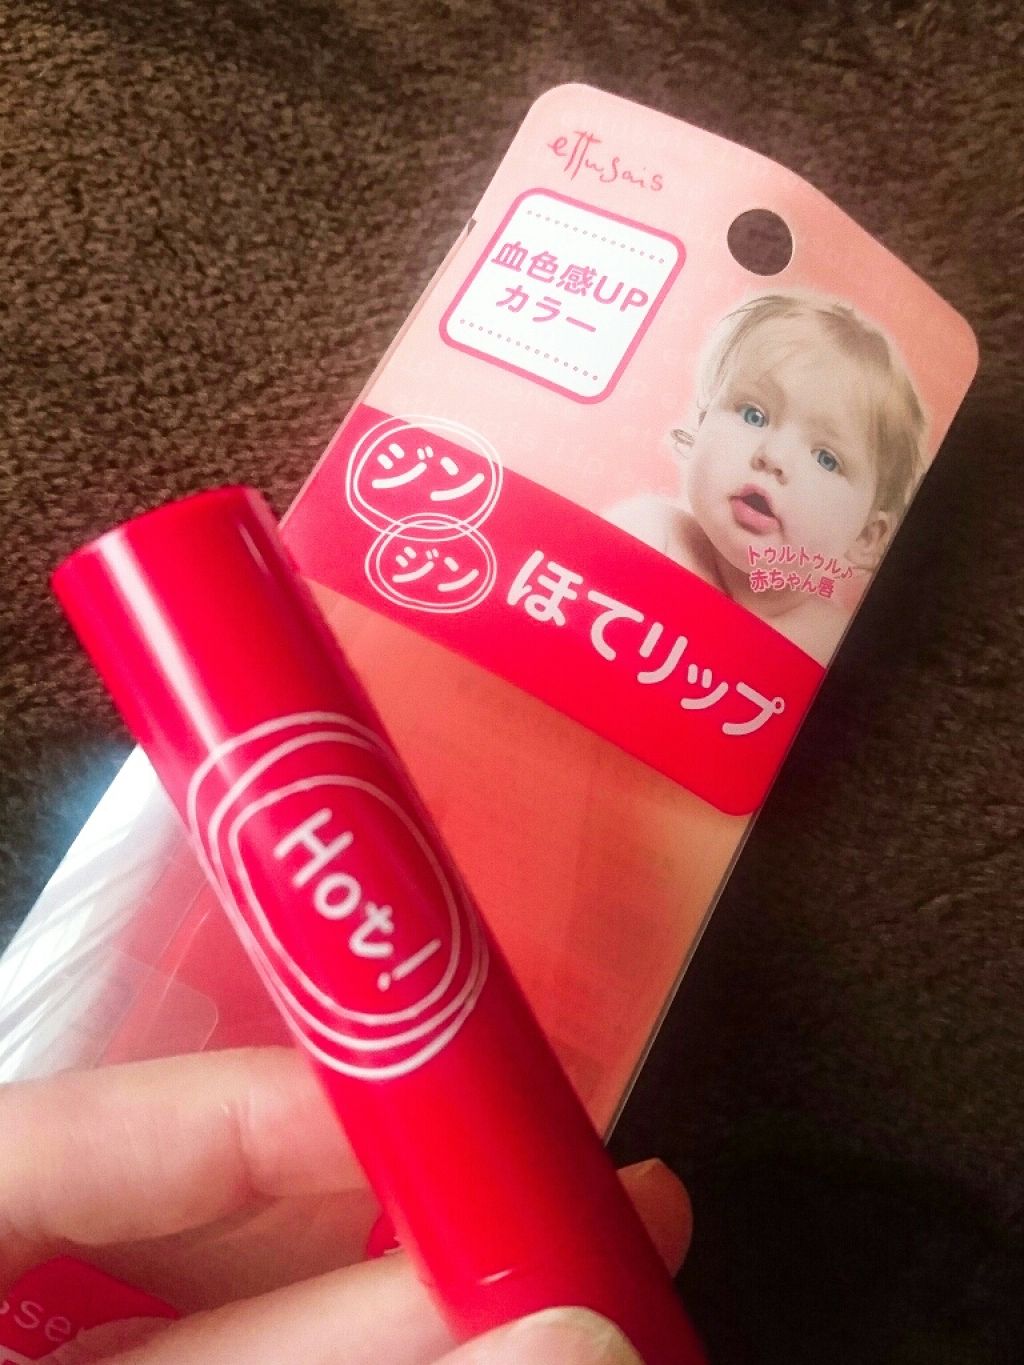 ettusais
血色感UP
カラー
ジン
ジン
ほてリップ
トゥルトゥル♪
赤ちゃん唇
Hot!